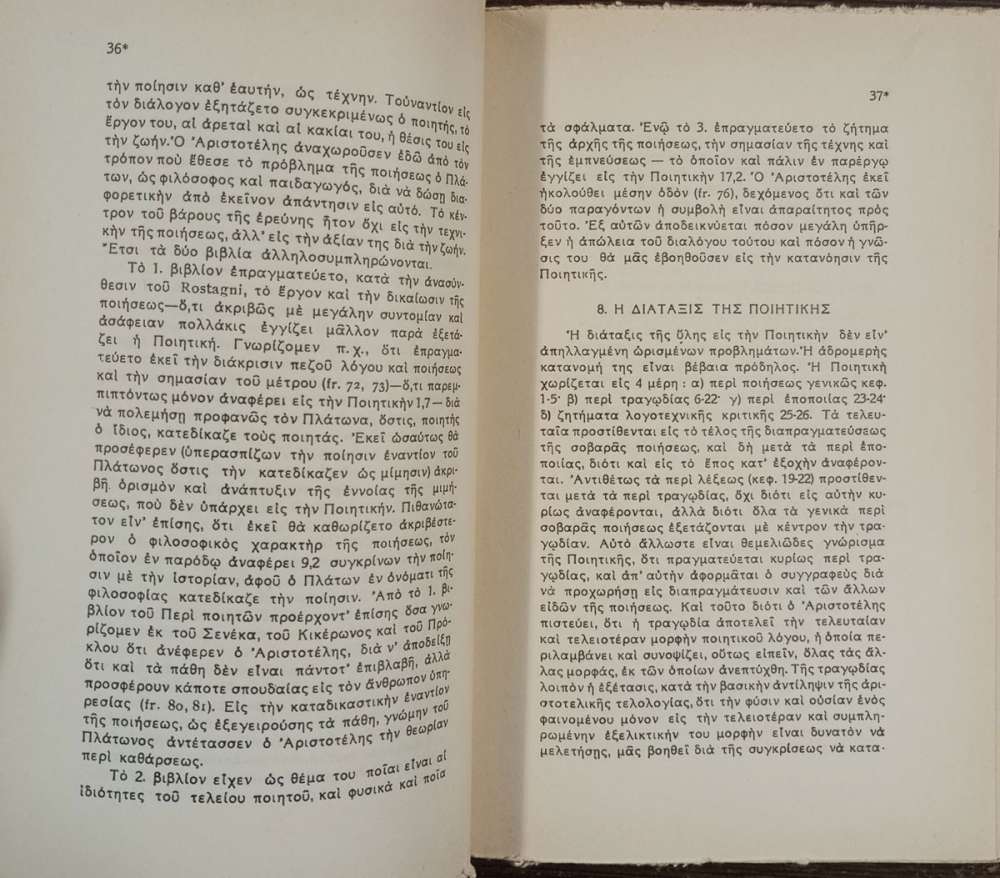 36*
τὴν ποίησιν καθ' ἑαυτήν, ὡς τέχνην. Τοὐναντίον εἰς
τὸν διάλογον ἐξητάζετο συγκεκριμένως ὁ ποιητής, τὸ
ἔργον του, αἱ ἀρεταὶ καὶ αἱ κακίαι του, ἡ θέσις του εἰς
τὴν ζωήν. Ὁ Ἀριστοτέλης ἀναχωροῦσεν ἐδῶ ἀπὸ τὸν
τρόπον ποὺ ἔθεσε τὸ πρόβλημα τῆς ποιήσεως ὁ Πλά-
των, ὡς φιλόσοφος καὶ παιδαγωγός, διὰ νὰ δώσῃ δια-
φορετικὴν ἀπὸ ἐκεῖνον ἀπάντησιν εἰς αὐτό. Τὸ κέν-
τρον τοῦ βάρους τῆς ἐρεύνης ἦτον ὄχι εἰς τὴν τεχνι-
κὴν τῆς ποιήσεως, ἀλλ' εἰς τὴν ἀξίαν της διὰ τὴν ζωήν.
Ἔτσι τὰ δύο βιβλία ἀλληλοσυμπληρώνονται.
Τὸ 1. βιβλίον ἐπραγματεύετο, κατὰ τὴν ἀνασύν-
θεσιν τοῦ Rostagni, τὸ ἔργον καὶ τὴν δικαίωσιν τῆς
ποιήσεως—ὅ,τι ἀκριβῶς μὲ μεγάλην συντομίαν καὶ
ἀσάφειαν πολλάκις ἐγγίζει μᾶλλον παρὰ ἐξετά-
ζει ἡ Ποιητική. Γνωρίζομεν π.χ., ὅτι ἐπραγμα-
τεύετο ἐκεῖ τὴν διάκρισιν πεζοῦ λόγου καὶ ποιήσεως
καὶ τὴν σημασίαν τοῦ μέτρου (fr. 72, 73)—ὅ,τι παρεμ-
πιπτόντως μόνον ἀναφέρει εἰς τὴν Ποιητικὴν 1,7—διὰ
νὰ πολεμήσῃ προφανῶς τὸν Πλάτωνα, ὅστις, ποιητὴς
ὁ ἴδιος, κατεδίκαζε τοὺς ποιητάς. Ἐκεῖ ὡσαύτως θὰ
προσέφερεν (ὑπερασπίζων τὴν ποίησιν ἐναντίον τοῦ
Πλάτωνος ὅστις τὴν κατεδίκαζεν ὡς μίμησιν) ἀκρι-
βῆ ὁρισμὸν καὶ ἀνάπτυξιν τῆς ἐννοίας τῆς μιμή-
σεως, ποὺ δὲν ὑπάρχει εἰς τὴν Ποιητικήν. Πιθανώτα-
τον εἶν' ἐπίσης, ὅτι ἐκεῖ θὰ καθωρίζετο ἀκριβέστε-
ρον ὁ φιλοσοφικὸς χαρακτὴρ τῆς ποιήσεως, τὸν
ὁποῖον ἐν παρόδῳ ἀναφέρει 9,2 συγκρίνων τὴν ποίη-
σιν μὲ τὴν ἱστορίαν, ἀφοῦ ὁ Πλάτων ἐν ὀνόματι τῆς
φιλοσοφίας κατεδίκασε τὴν ποίησιν. Ἀπὸ τὸ 1. βι-
βλίον τοῦ Περὶ ποιητῶν προέρχοντ' ἐπίσης ὅσα γνω-
ρίζομεν ἐκ τοῦ Σενέκα, τοῦ Κικέρωνος καὶ τοῦ Πρό-
κλου ὅτι ἀνέφερεν ὁ Ἀριστοτέλης, διὰ ν' ἀποδείξῃ
ὅτι καὶ τὰ πάθη δὲν εἶναι πάντοτ' ἐπιβλαβῆ, ἀλλὰ
προσφέρουν κάποτε σπουδαίας εἰς τὸν ἄνθρωπον ὑπη-
ρεσίας (fr. 80, 81). Εἰς τὴν καταδικαστικὴν ἐναντίον
τῆς ποιήσεως, ὡς ἐξεγειρούσης τὰ πάθη, γνώμην τοῦ
Πλάτωνος ἀντέτασσεν ὁ Ἀριστοτέλης τὴν θεωρίαν
περὶ καθάρσεως.
Τὸ 2. βιβλίον εἶχεν ὡς θέμα του ποῖαι εἶναι αἱ
ἰδιότητες τοῦ τελείου ποιητοῦ, καὶ φυσικὰ καὶ ποῖα
37*
τὰ σφάλματα. Ἐνῷ τὸ 3. ἐπραγματεύετο τὸ ζήτημα
τῆς ἀρχῆς τῆς ποιήσεως, τὴν σημασίαν τῆς τέχνης καὶ
τῆς ἐμπνεύσεως — τὸ ὁποῖον καὶ πάλιν ἐν παρέργῳ
ἐγγίζει εἰς τὴν Ποιητικὴν 17,2. Ὁ Ἀριστοτέλης ἐκεῖ
ἠκολούθει μέσην ὁδὸν (fr. 76), δεχόμενος ὅτι καὶ τῶν
δύο παραγόντων ἡ συμβολὴ εἶναι ἀπαραίτητος πρὸς
τοῦτο. Ἐξ αὐτῶν ἀποδεικνύεται πόσον μεγάλη ὑπῆρ-
ξεν ἡ ἀπώλεια τοῦ διαλόγου τούτου καὶ πόσον ἡ γνῶ-
σις του θὰ μᾶς ἐβοηθοῦσεν εἰς τὴν κατανόησιν τῆς
Ποιητικῆς.
8. Η ΔΙΑΤΑΞΙΣ ΤΗΣ ΠΟΙΗΤΙΚΗΣ
Ἡ διάταξις τῆς ὕλης εἰς τὴν Ποιητικὴν δὲν εἶν'
ἀπηλλαγμένη ὡρισμένων προβλημάτων. Ἡ ἁδρομερὴς
κατανομή της εἶναι βέβαια πρόδηλος. Ἡ Ποιητικὴ
χωρίζεται εἰς 4 μέρη : α) περὶ ποιήσεως γενικῶς κεφ.
1-5· β) περὶ τραγῳδίας 6-22· γ) περὶ ἐποποιίας 23-24·
δ) ζητήματα λογοτεχνικῆς κριτικῆς 25-26. Τὰ τελευ-
ταῖα προστίθενται εἰς τὸ τέλος τῆς διαπραγματεύσεως
τῆς σοβαρᾶς ποιήσεως, καὶ δὴ μετὰ τὰ περὶ ἐπο-
ποιίας, διότι καὶ εἰς τὸ ἔπος κατ' ἐξοχὴν ἀναφέρον-
ται. Ἀντιθέτως τὰ περὶ λέξεως (κεφ. 19-22) προστίθεν-
ται μετὰ τὰ περὶ τραγῳδίας, ὄχι διότι εἰς αὐτὴν κυ-
ρίως ἀναφέρονται, ἀλλὰ διότι ὅλα τὰ γενικὰ περὶ
σοβαρᾶς ποιήσεως ἐξετάζονται μὲ κέντρον τὴν τρα-
γῳδίαν. Αὐτὸ ἄλλωστε εἶναι θεμελιῶδες γνώρισμα
τῆς Ποιητικῆς, ὅτι πραγματεύεται κυρίως περὶ τρα-
γῳδίας, καὶ ἀπ' αὐτὴν ἀφορμᾶται ὁ συγγραφεὺς διὰ
νὰ προχωρήσῃ εἰς διαπραγμάτευσιν καὶ τῶν ἄλλων
εἰδῶν τῆς ποιήσεως. Καὶ τοῦτο διότι ὁ Ἀριστοτέλης
πιστεύει, ὅτι ἡ τραγῳδία ἀποτελεῖ τὴν τελευταίαν
καὶ τελειοτέραν μορφὴν ποιητικοῦ λόγου, ἡ ὁποία πε-
ριλαμβάνει καὶ συνοψίζει, οὕτως εἰπεῖν, ὅλας τὰς ἄλ-
λας μορφάς, ἐκ τῶν ὁποίων ἀνεπτύχθη. Τῆς τραγῳδίας
λοιπὸν ἡ ἐξέτασις, κατὰ τὴν βασικὴν ἀντίληψιν τῆς ἀρι-
στοτελικῆς τελολογίας, ὅτι τὴν φύσιν καὶ οὐσίαν ἑνὸς
φαινομένου μόνον εἰς τὴν τελειοτέραν καὶ συμπλη-
ρωμένην ἐξελικτικήν του μορφὴν εἶναι δυνατὸν νὰ
μελετήσῃς, μᾶς βοηθεῖ διὰ τῆς συγκρίσεως νὰ κατα-